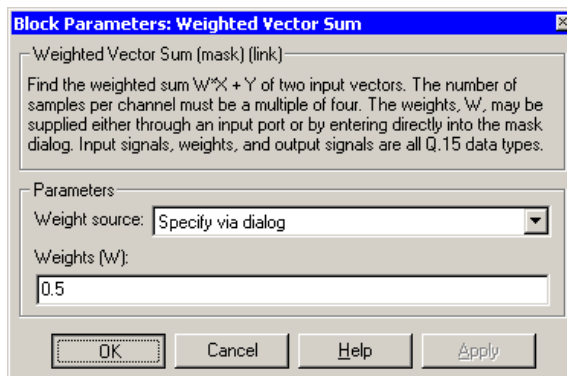 Block Parameters: Weighted Vector Sum
Weighted Vector Sum (mask) (link)
Find the weighted sum W*X + Y of two input vectors. The number of
samples per channel must be a multiple of four. The weights, W, may be
supplied either through an input port or by entering directly into the mask
dialog. Input signals, weights, and output signals are all Q.15 data types.
Parameters
Weight source: Specify via dialog
Weights (W):
0.5
OK Cancel Help Apply